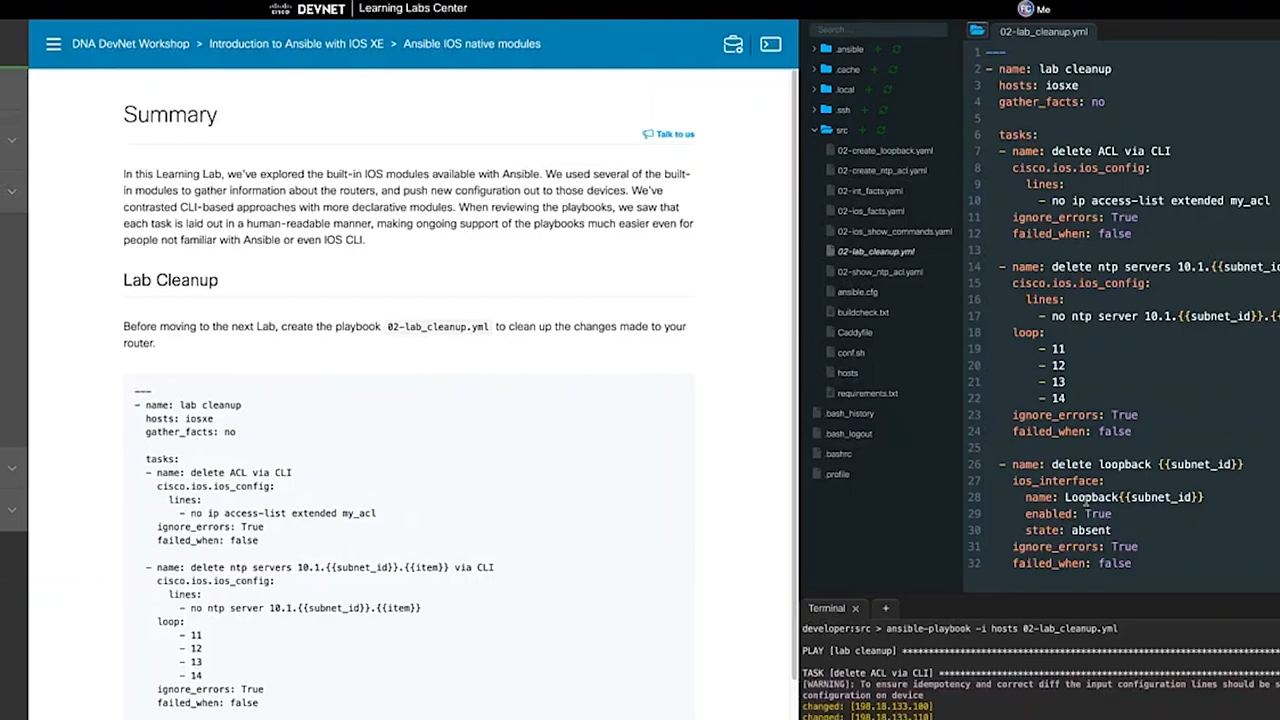 CISCO DEVNET Learning Labs Center
Me
DNA DevNet Workshop > Introduction to Ansible with IOS XE > Ansible IOS native modules
Summary
Talk to us
In this Learning Lab, we've explored the built-in IOS modules available with Ansible. We used several of the built-
in modules to gather information about the routers, and push new configuration out to those devices. We've
contrasted CLI-based approaches with more declarative modules. When reviewing the playbooks, we saw that
each task is laid out in a human-readable manner, making ongoing support of the playbooks much easier even for
people not familiar with Ansible or even IOS CLI.
Lab Cleanup
Before moving to the next Lab, create the playbook 02-lab_cleanup.yml to clean up the changes made to your
router.
---
- name: lab cleanup
hosts: iosxe
gather_facts: no
tasks:
- name: delete ACL via CLI
cisco.ios.ios_config:
lines:
- no ip access-list extended my_acl
ignore_errors: True
failed_when: false
- name: delete ntp servers 10.1.{{subnet_id}}.{{item}} via CLI
cisco.ios.ios_config:
lines:
- no ntp server 10.1.{{subnet_id}}.{{item}}
loop:
- 11
- 12
- 13
- 14
ignore_errors: True
failed_when: false
Search...
.ansible
.cache
.local
.ssh
src
02-create_loopback.yaml
02-create_ntp_acl.yaml
02-int_facts.yaml
02-ios_facts.yaml
02-ios_show_commands.yaml
02-lab_cleanup.yml
02-show_ntp_acl.yaml
ansible.cfg
buildcheck.txt
Caddyfile
conf.sh
hosts
requirements.txt
.bash_history
.bash_logout
.bashrc
.profile
02-lab_cleanup.yml
1 ---
2 - name: lab cleanup
3 hosts: iosxe
4 gather_facts: no
5
6 tasks:
7 - name: delete ACL via CLI
8 cisco.ios.ios_config:
9 lines:
10 - no ip access-list extended my_acl
11 ignore_errors: True
12 failed_when: false
13
14 - name: delete ntp servers 10.1.{{subnet_id
15 cisco.ios.ios_config:
16 lines:
17 - no ntp server 10.1.{{subnet_id}}.{
18 loop:
19 - 11
20 - 12
21 - 13
22 - 14
23 ignore_errors: True
24 failed_when: false
25
26 - name: delete loopback {{subnet_id}}
27 ios_interface:
28 name: Loopback{{subnet_id}}
29 enabled: True
30 state: absent
31 ignore_errors: True
32 failed_when: false
Terminal × +
developer:src > ansible-playbook -i hosts 02-lab_cleanup.yml
PLAY [lab cleanup] ****************************************************
TASK [delete ACL via CLI] ************************************************
[WARNING]: To ensure idempotency and correct diff the input configuration lines should be s
configuration on device
changed: [198.18.133.100]
changed: [198.18.133.110]